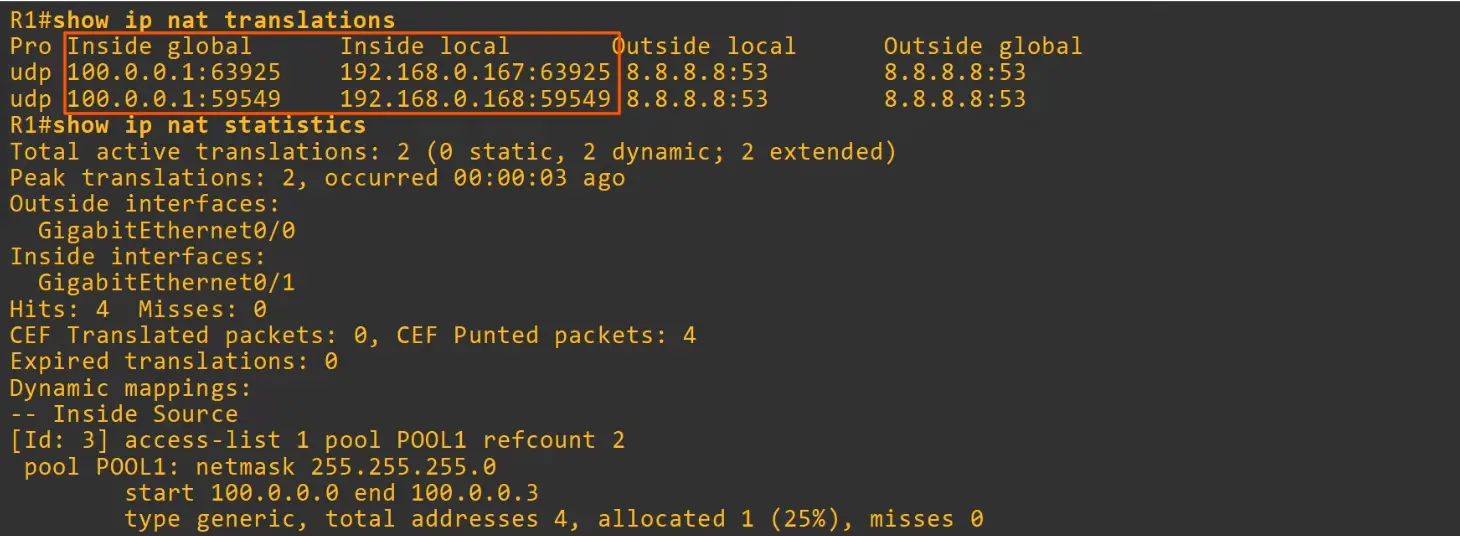 R1#show ip nat translations
Pro Inside global      Inside local       Outside local      Outside global
udp 100.0.0.1:63925    192.168.0.167:63925 8.8.8.8:53        8.8.8.8:53
udp 100.0.0.1:59549    192.168.0.168:59549 8.8.8.8:53        8.8.8.8:53
R1#show ip nat statistics
Total active translations: 2 (0 static, 2 dynamic; 2 extended)
Peak translations: 2, occurred 00:00:03 ago
Outside interfaces:
  GigabitEthernet0/0
Inside interfaces:
  GigabitEthernet0/1
Hits: 4  Misses: 0
CEF Translated packets: 0, CEF Punted packets: 4
Expired translations: 0
Dynamic mappings:
-- Inside Source
[Id: 3] access-list 1 pool POOL1 refcount 2
 pool POOL1: netmask 255.255.255.0
        start 100.0.0.0 end 100.0.0.3
        type generic, total addresses 4, allocated 1 (25%), misses 0